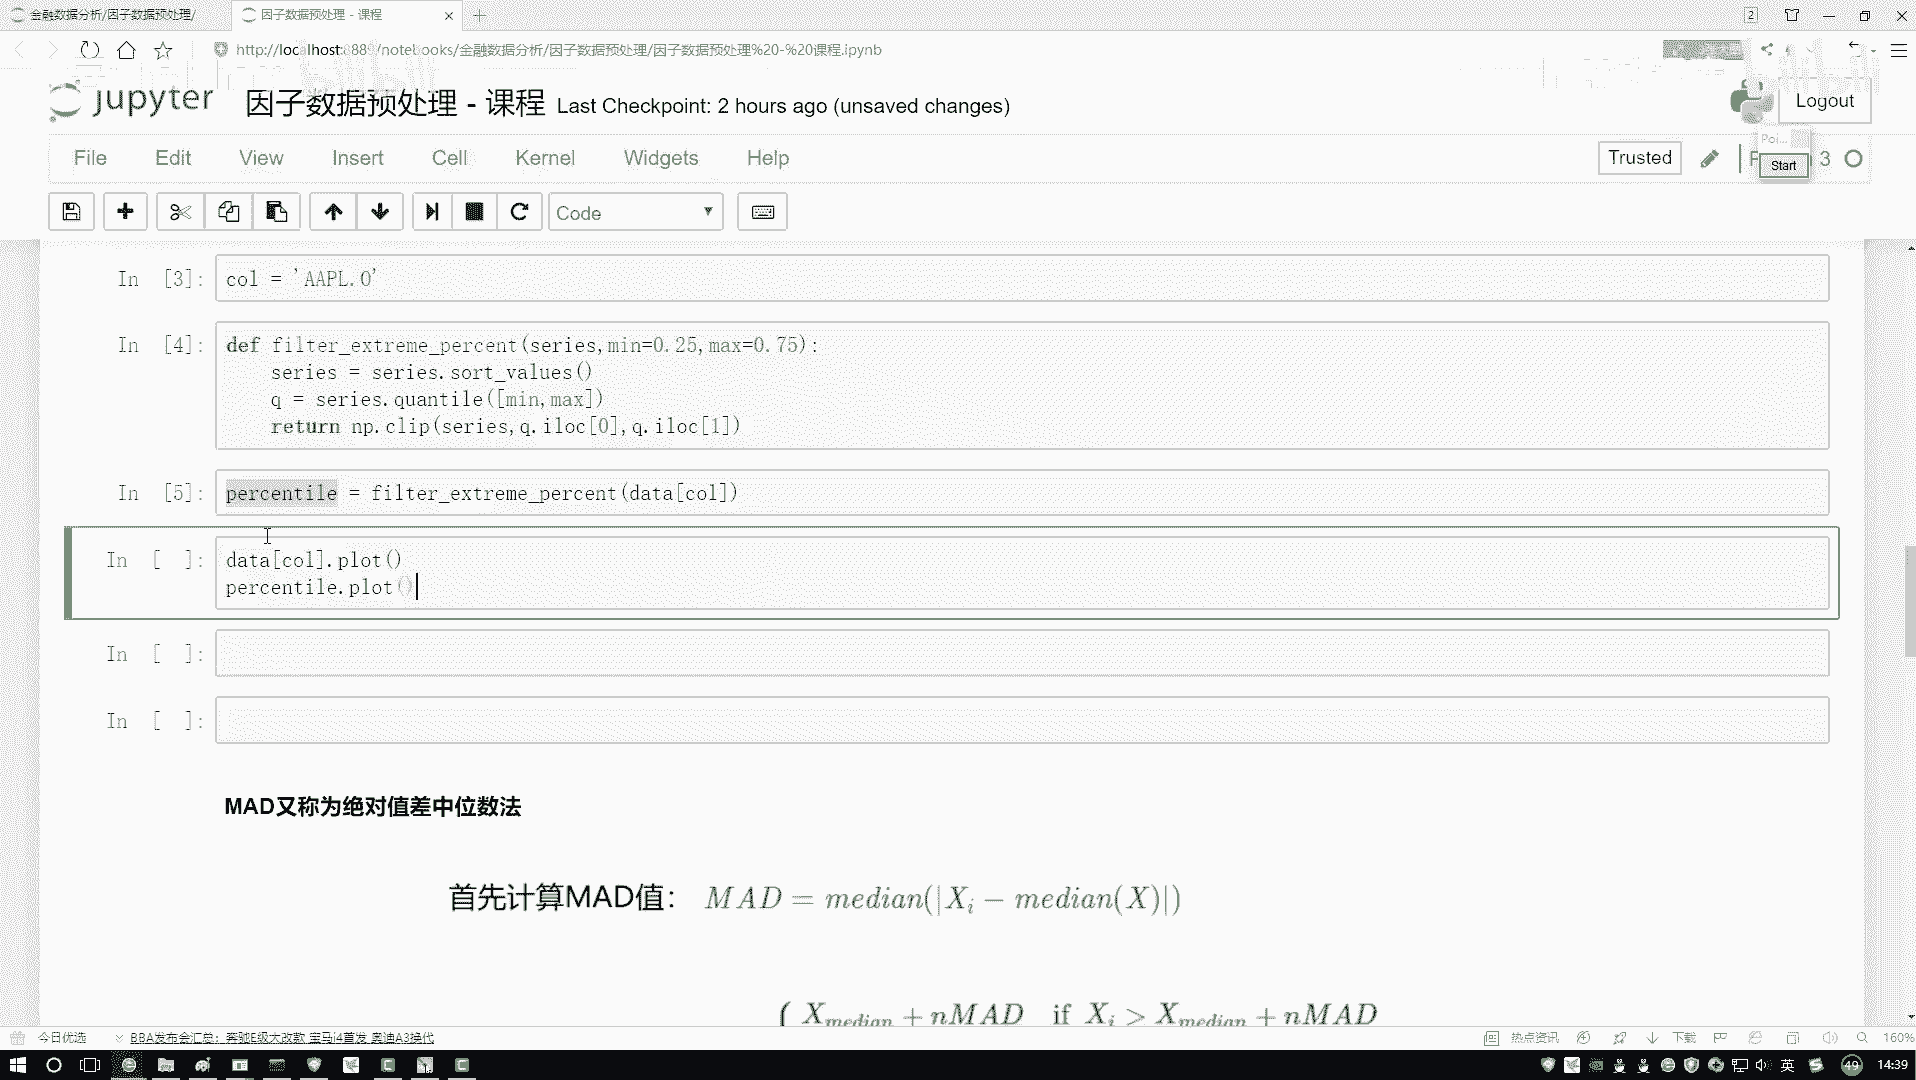 金融数据分析/因子数据预处理/
因子数据预处理 - 课程
2
http://localhost:888/notebooks/金融数据分析/因子数据预处理/因子数据预处理%20-%20课程.ipynb
jupyter 因子数据预处理 - 课程 Last Checkpoint: 2 hours ago (unsaved changes)
Logout
File Edit View Insert Cell Kernel Widgets Help
Trusted
3
Poi...
Start
Code
In [3]: col = 'AAPL.O'
In [4]: def filter_extreme_percent(series,min=0.25,max=0.75):
series = series.sort_values()
q = series.quantile([min,max])
return np.clip(series,q.iloc[0],q.iloc[1])
In [5]: percentile = filter_extreme_percent(data[col])
In [ ]: data[col].plot()
percentile.plot()
In [ ]:
In [ ]:
MAD又称为绝对值差中位数法
首先计算MAD值： MAD = median(|Xi − median(X)|)
{ Xmedian + nMAD if Xi > Xmedian + nMAD
今日优选
BBA发布会汇总：奔驰E级大改款 宝马i4首发 奥迪A3换代
热点资讯
下载
160%
英
49
14:39